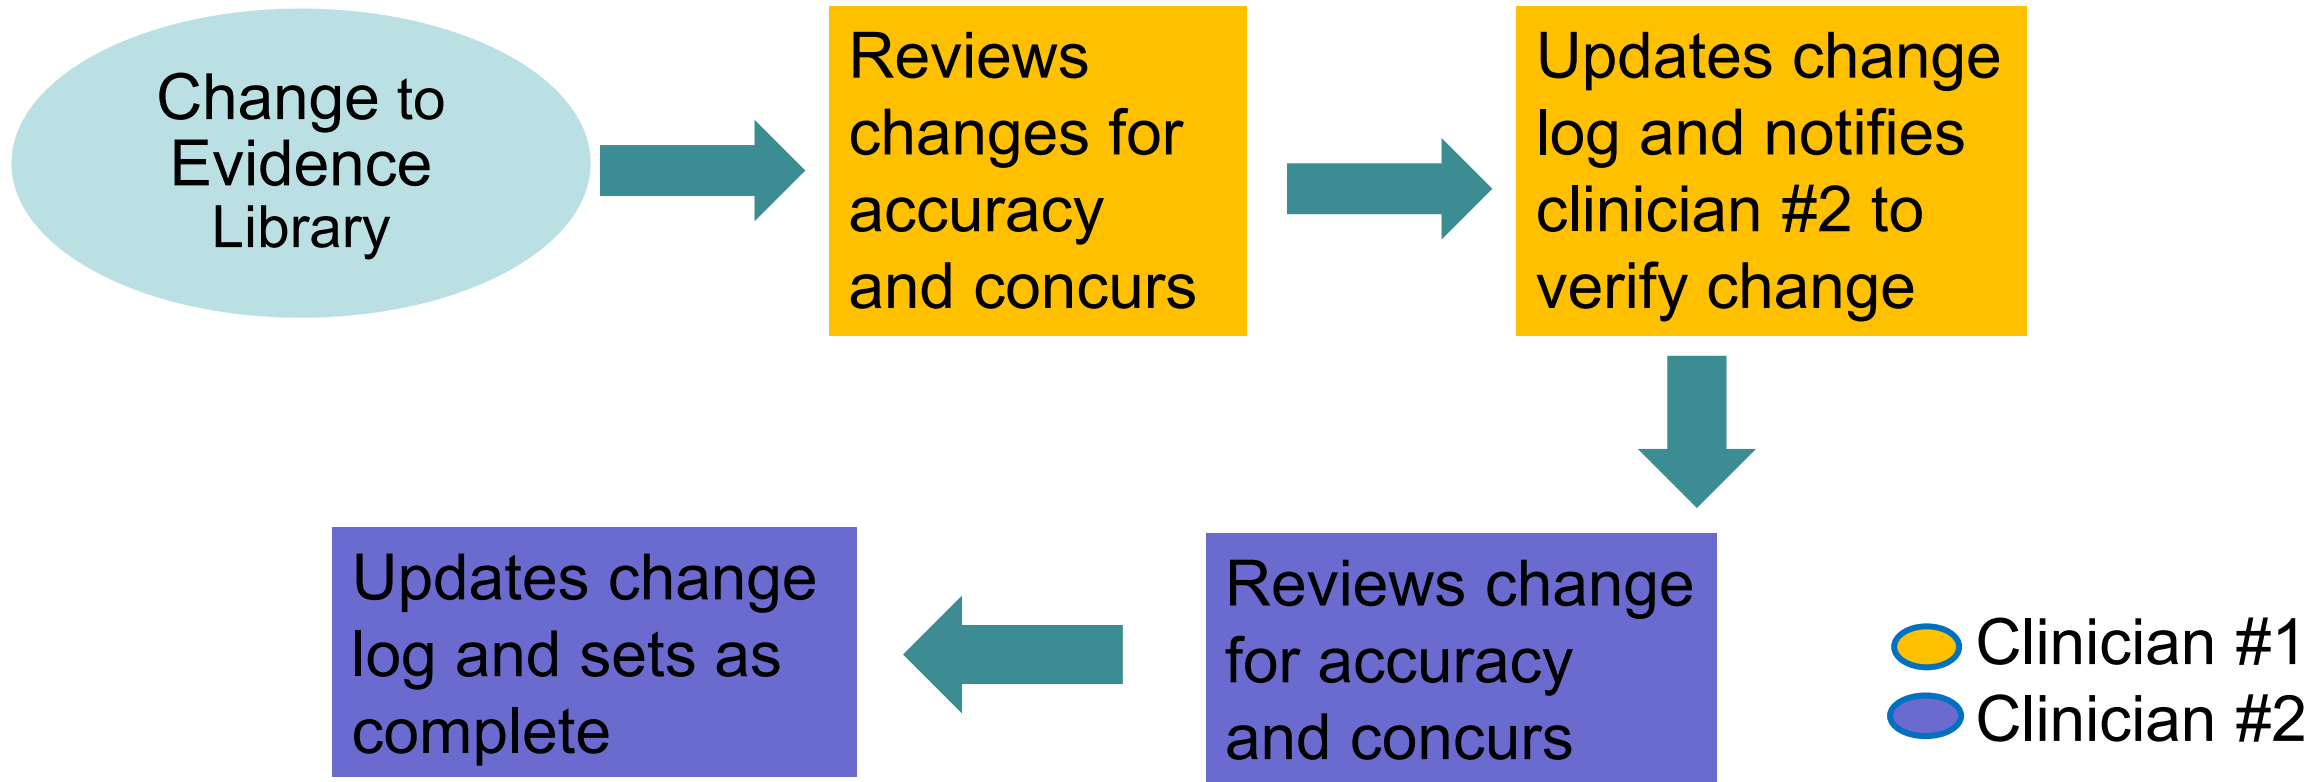 Change to
Evidence
Library
Reviews
changes for
accuracy
and concurs
Updates change
log and notifies
clinician #2 to
verify change
Reviews change
for accuracy
and concurs
Updates change
log and sets as
complete
Clinician #1
Clinician #2